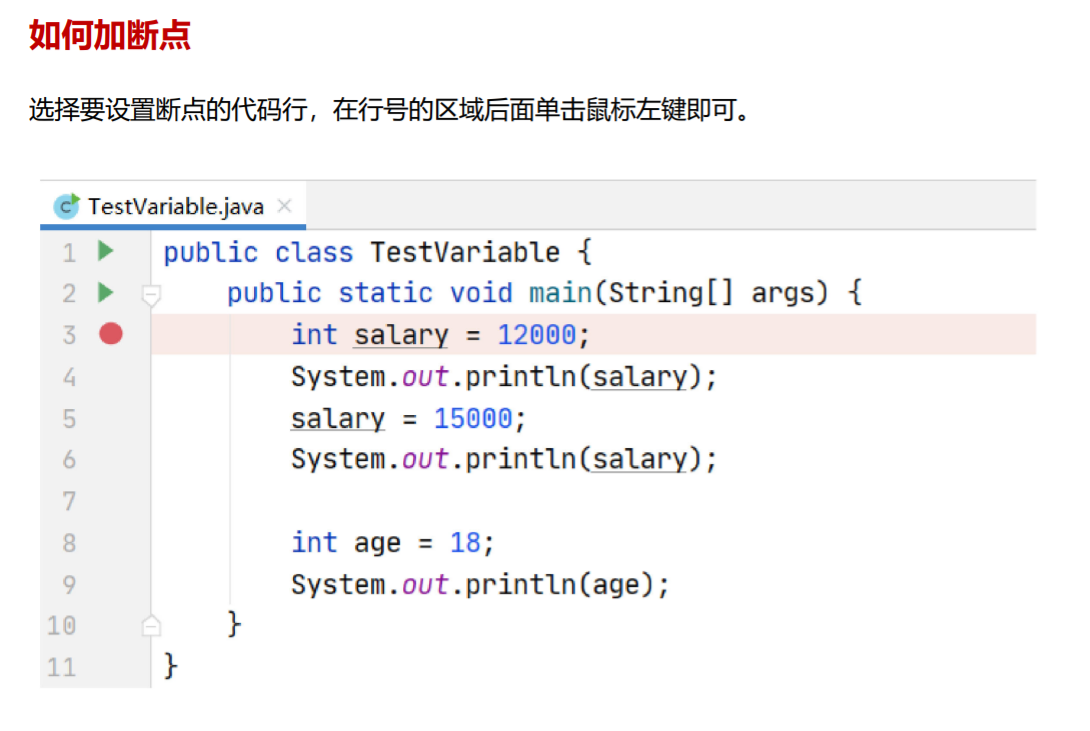 如何加断点
选择要设置断点的代码行，在行号的区域后面单击鼠标左键即可。
C TestVariable.java ×
1 public class TestVariable {
2 public static void main(String[] args) {
3 int salary = 12000;
4 System.out.println(salary);
5 salary = 15000;
6 System.out.println(salary);
7
8 int age = 18;
9 System.out.println(age);
10 }
11 }